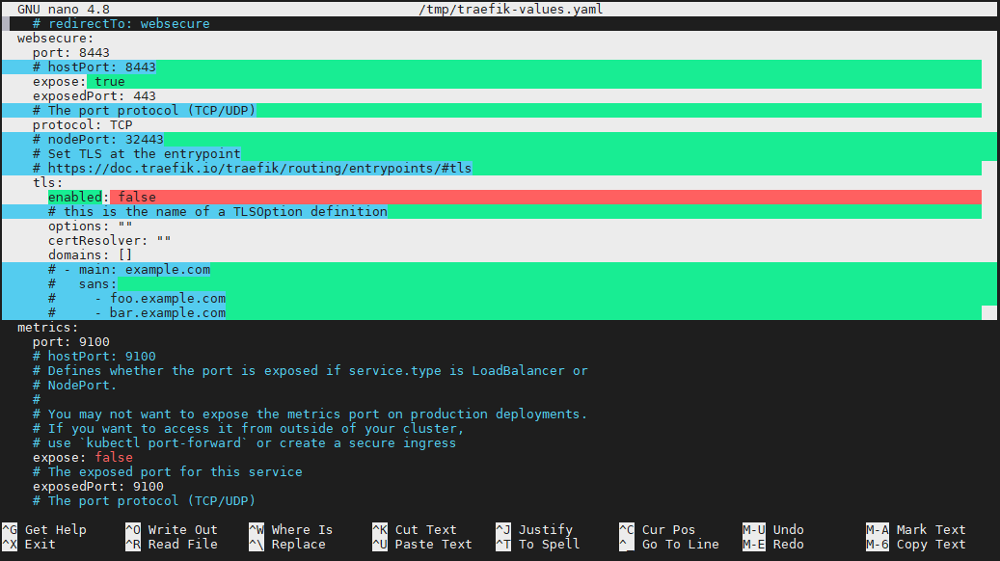 GNU nano 4.8 /tmp/traefik-values.yaml
    # redirectTo: websecure
  websecure:
    port: 8443
    # hostPort: 8443
    expose: true
    exposedPort: 443
    # The port protocol (TCP/UDP)
    protocol: TCP
    # nodePort: 32443
    # Set TLS at the entrypoint
    # https://doc.traefik.io/traefik/routing/entrypoints/#tls
    tls:
      enabled: false
      # this is the name of a TLSOption definition
      options: ""
      certResolver: ""
      domains: []
      # - main: example.com
      #   sans:
      #     - foo.example.com
      #     - bar.example.com
  metrics:
    port: 9100
    # hostPort: 9100
    # Defines whether the port is exposed if service.type is LoadBalancer or
    # NodePort.
    #
    # You may not want to expose the metrics port on production deployments.
    # If you want to access it from outside of your cluster,
    # use `kubectl port-forward` or create a secure ingress
    expose: false
    # The exposed port for this service
    exposedPort: 9100
    # The port protocol (TCP/UDP)
^G Get Help ^O Write Out ^W Where Is ^K Cut Text ^J Justify ^C Cur Pos M-U Undo M-A Mark Text
^X Exit ^R Read File ^\ Replace ^U Paste Text ^T To Spell ^_ Go To Line M-E Redo M-6 Copy Text